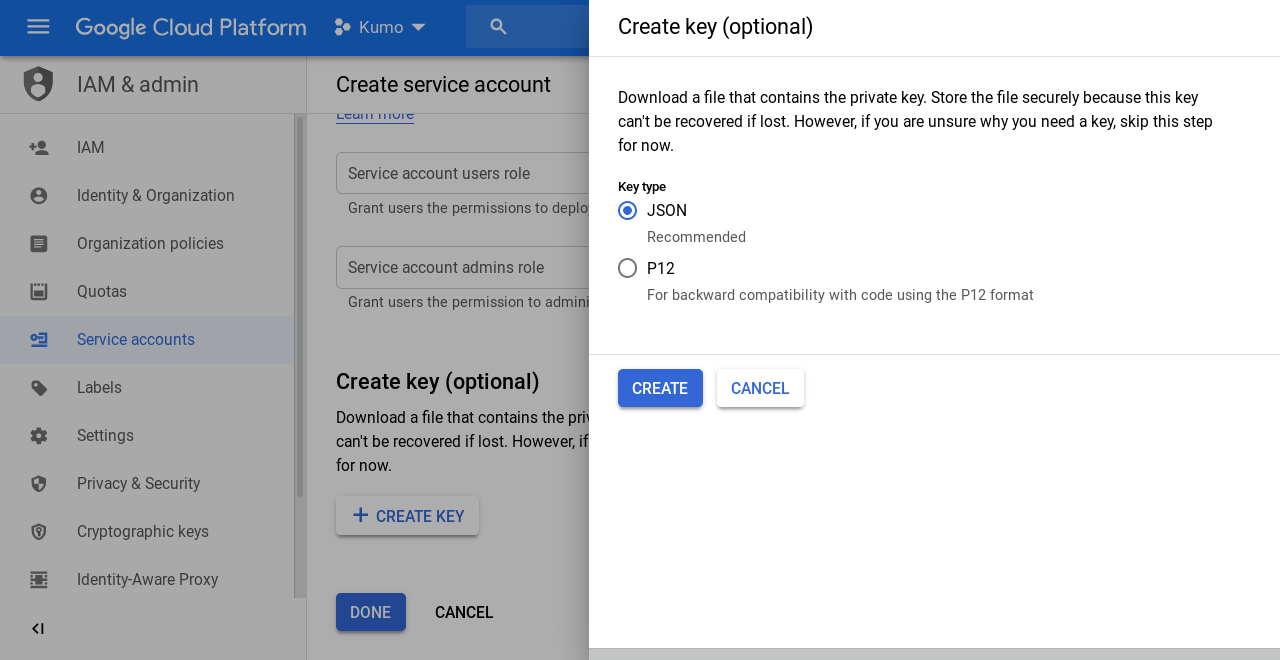 Google Cloud Platform
Kumo
IAM & admin
IAM
Identity & Organization
Organization policies
Quotas
Service accounts
Labels
Settings
Privacy & Security
Cryptographic keys
Identity-Aware Proxy
Create service account
Learn more
Service account users role
Grant users the permissions to deplo
Service account admins role
Grant users the permission to admini
Create key (optional)
Download a file that contains the priv
can't be recovered if lost. However, if
for now.
CREATE KEY
DONE
CANCEL
Create key (optional)
Download a file that contains the private key. Store the file securely because this key
can't be recovered if lost. However, if you are unsure why you need a key, skip this step
for now.
Key type
JSON
Recommended
P12
For backward compatibility with code using the P12 format
CREATE
CANCEL